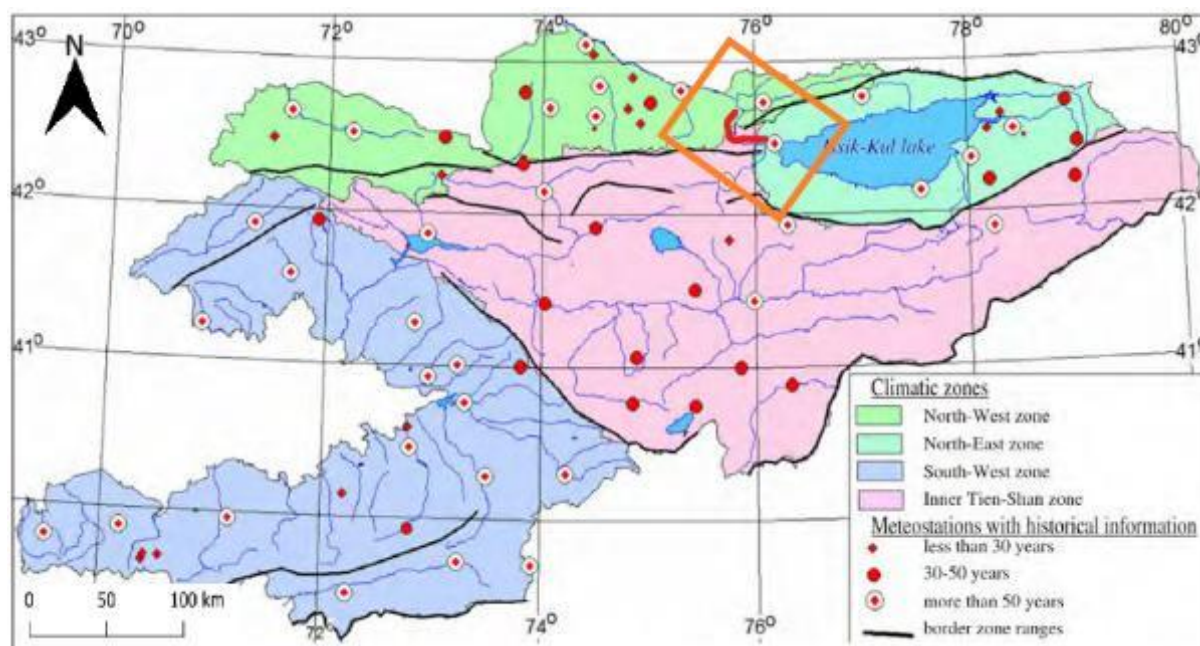 70° 72° 74° 76° 78° 80°
43° 43°
N
Issik-Kul lake
42° 42°
41° 41°
Climatic zones
North-West zone
North-East zone
South-West zone
Inner Tien-Shan zone
Meteostations with historical information
less than 30 years
30-50 years
more than 50 years
border zone ranges
0 50 100 km
72° 74° 76°